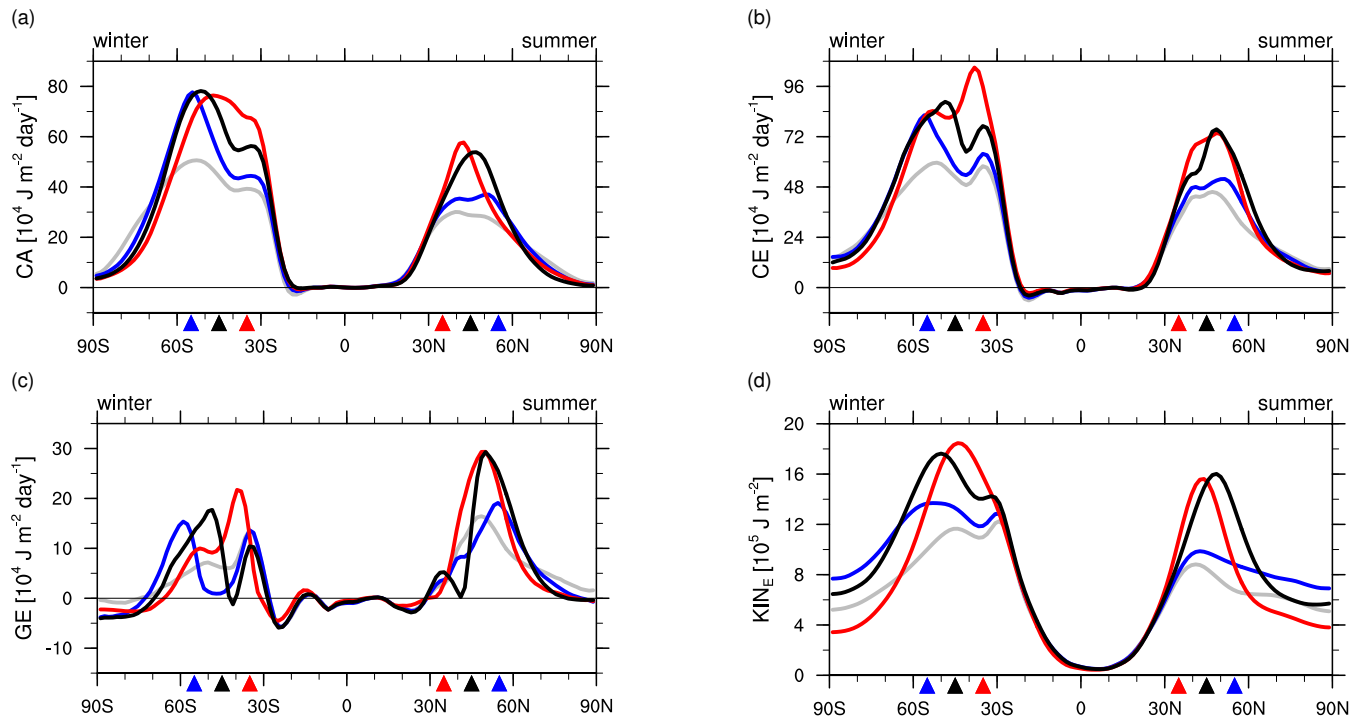 (a)
winter summer
CA [10⁴ J m⁻² day⁻¹]
80
60
40
20
0
90S 60S 30S 0 30N 60N 90N
(b)
winter summer
CE [10⁴ J m⁻² day⁻¹]
96
72
48
24
0
90S 60S 30S 0 30N 60N 90N
(c)
winter summer
GE [10⁴ J m⁻² day⁻¹]
30
20
10
0
-10
90S 60S 30S 0 30N 60N 90N
(d)
winter summer
KIN_E [10⁵ J m⁻²]
20
16
12
8
4
0
90S 60S 30S 0 30N 60N 90N